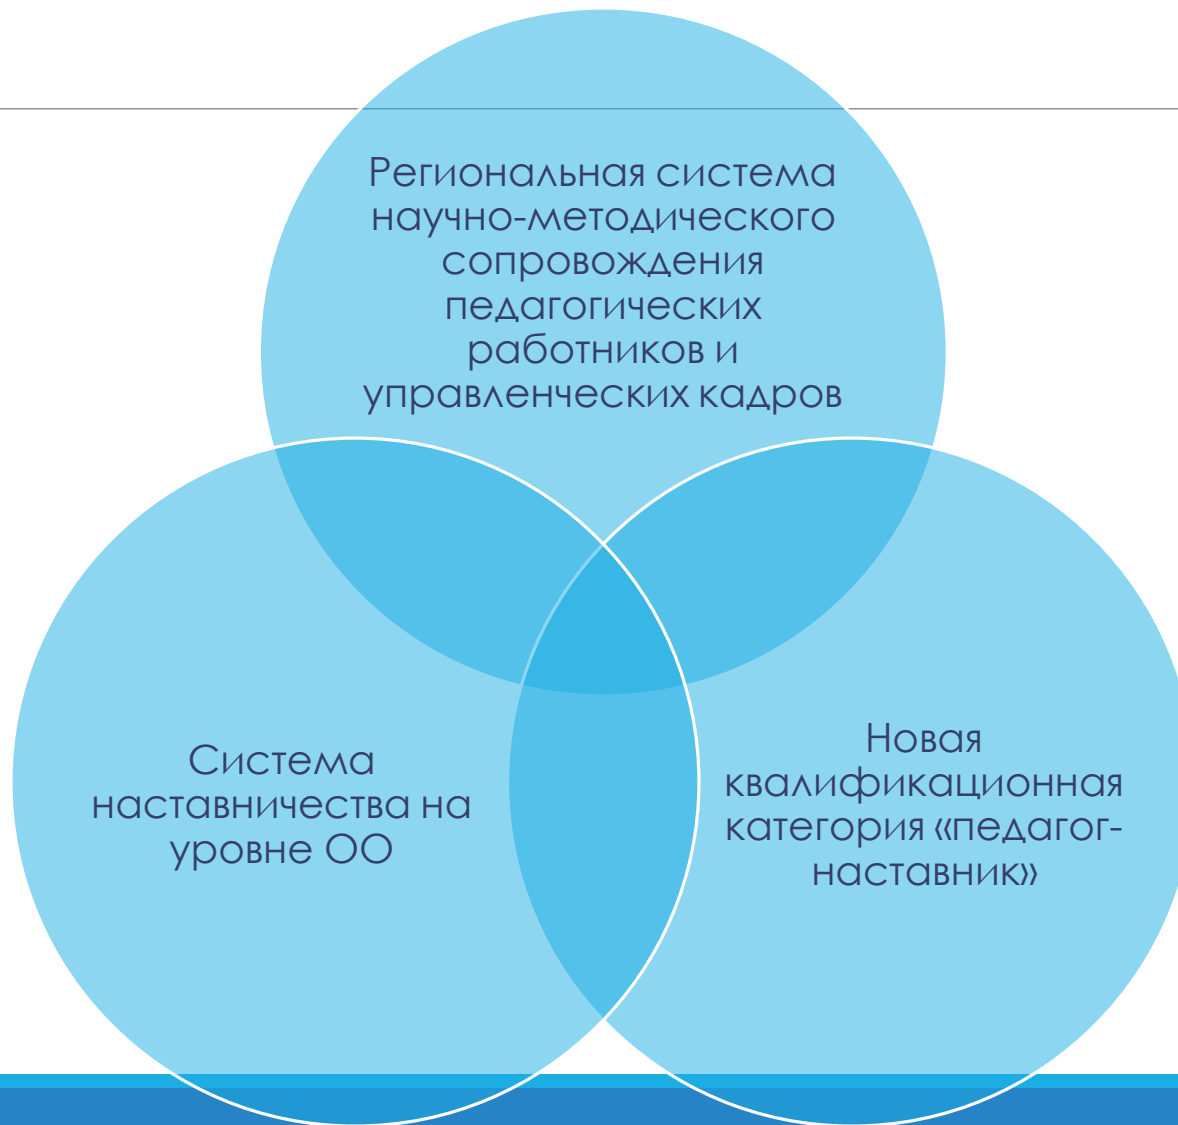 Региональная система
научно-методического
сопровождения
педагогических
работников и
управленческих кадров
Система
наставничества на
уровне ОО
Новая
квалификационная
категория «педагог-
наставник»